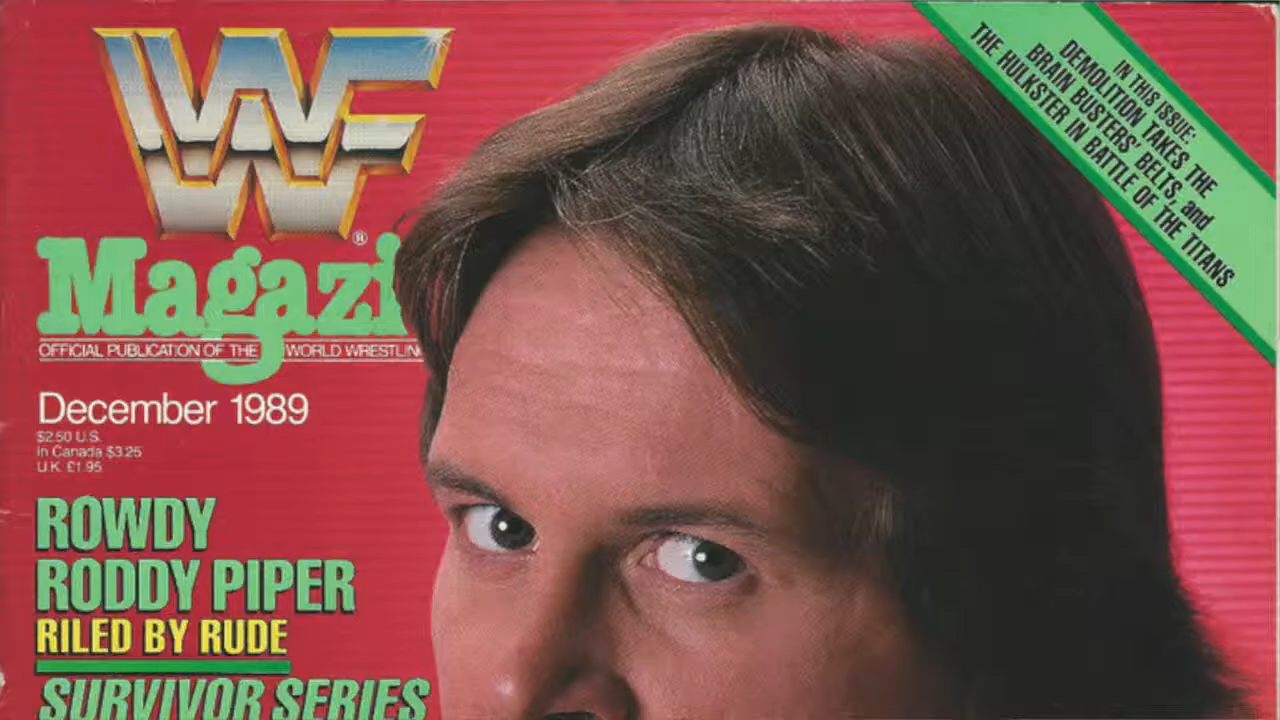 WWF
®
Magazi
OFFICIAL PUBLICATION OF THE WORLD WRESTLIN
December 1989
$2.50 U.S.
In Canada $3.25
U.K. £1.95
ROWDY
RODDY PIPER
RILED BY RUDE
SURVIVOR SERIES
IN THIS ISSUE:
DEMOLITION TAKES THE
BRAIN BUSTERS' BELTS, and
THE HULKSTER IN BATTLE OF THE TITANS